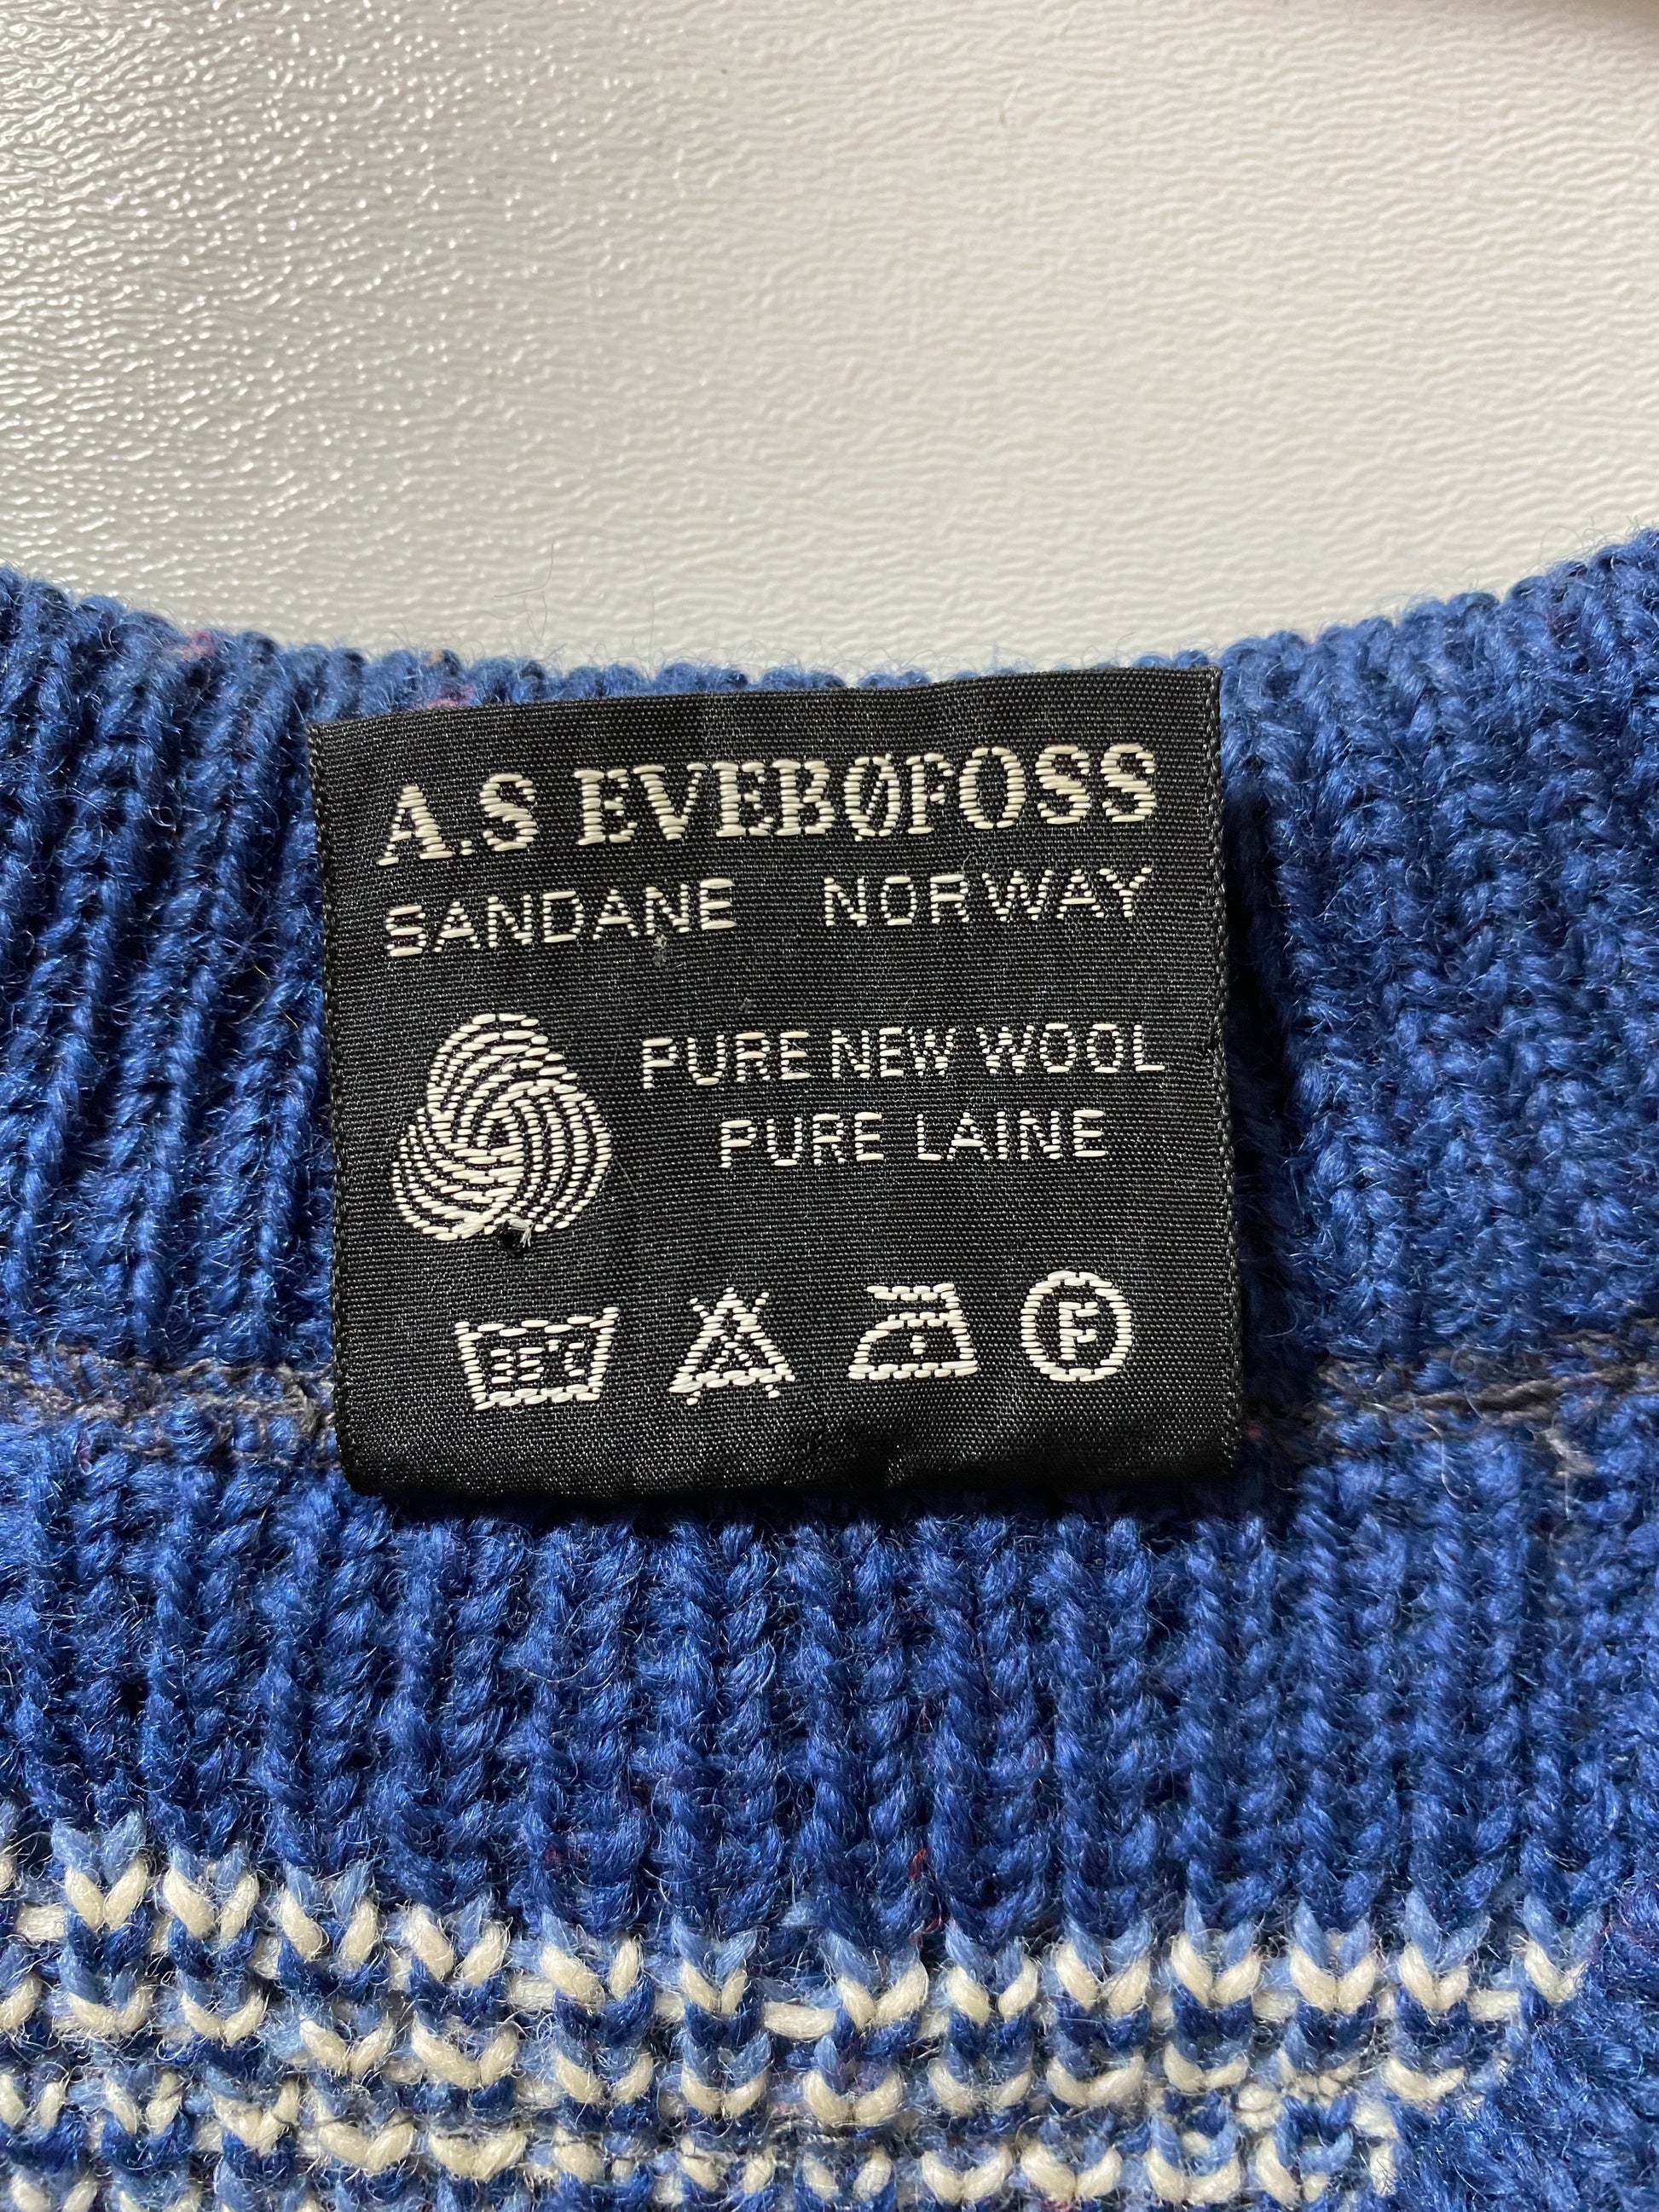 A.S EVEBØFOSS
SANDANE NORWAY
PURE NEW WOOL
PURE LAINE
F